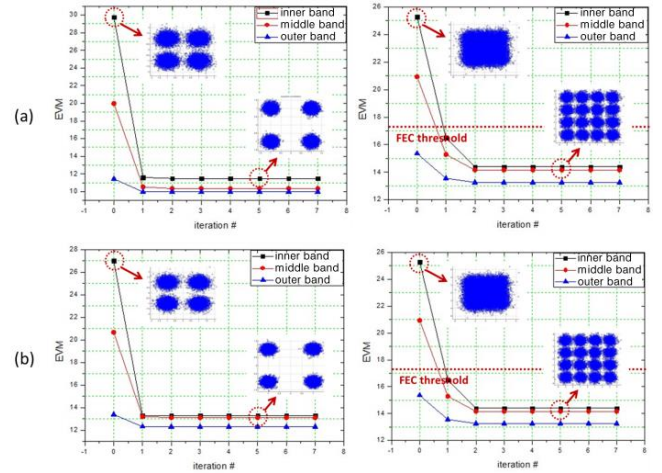 (a)
EVM
30
28
26
24
22
20
18
16
14
12
10
inner band
middle band
outer band
-1 0 1 2 3 4 5 6 7 8
iteration #
EVM
26
24
22
20
18
16
14
12
inner band
middle band
outer band
FEC threshold
-1 0 1 2 3 4 5 6 7 8
iteration #
(b)
EVM
28
26
24
22
20
18
16
14
12
inner band
middle band
outer band
-1 0 1 2 3 4 5 6 7 8
iteration #
EVM
26
24
22
20
18
16
14
12
inner band
middle band
outer band
FEC threshold
-1 0 1 2 3 4 5 6 7 8
iteration #